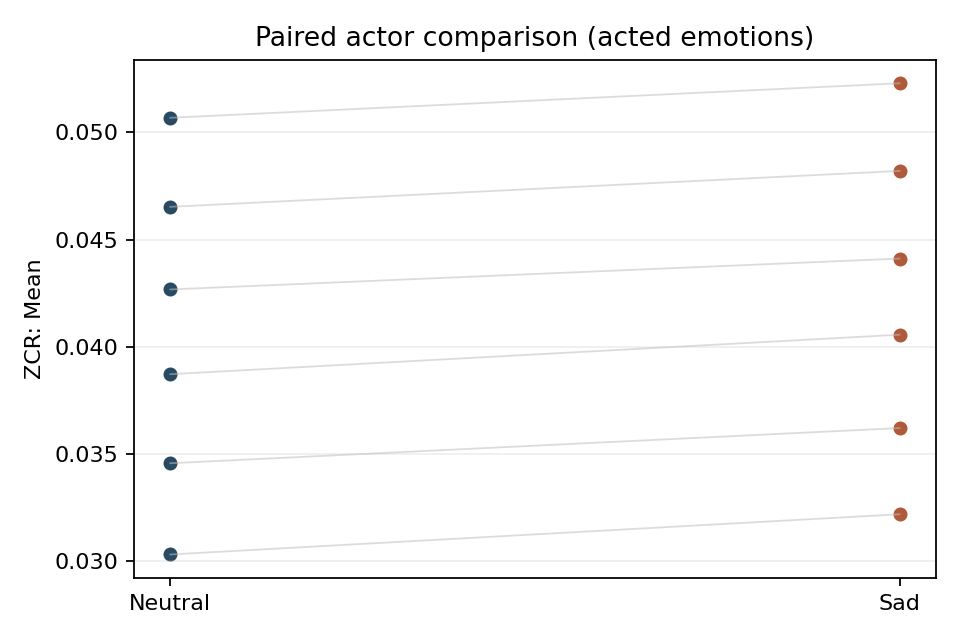 Paired actor comparison (acted emotions)
ZCR: Mean
0.050
0.045
0.040
0.035
0.030
Neutral
Sad